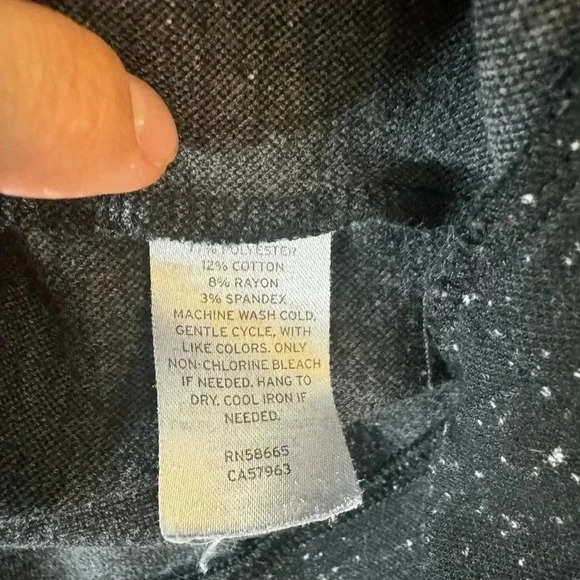 % POLYESTER
12% COTTON
8% RAYON
3% SPANDEX
MACHINE WASH COLD,
GENTLE CYCLE, WITH
LIKE COLORS. ONLY
NON-CHLORINE BLEACH
IF NEEDED. HANG TO
DRY. COOL IRON IF
NEEDED.
RN58665
CA57963